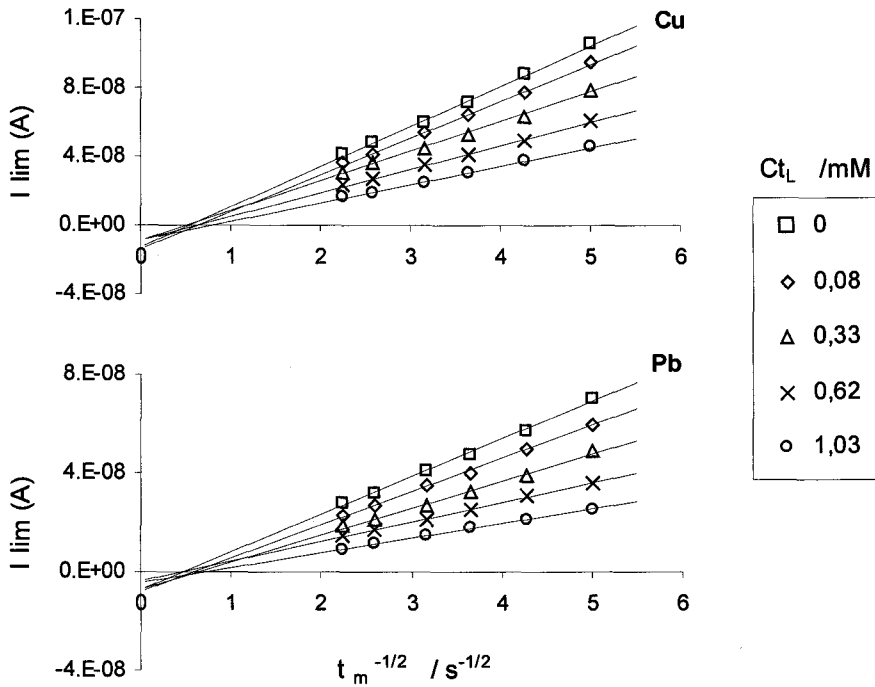 Cu
1.E-07
8.E-08
4.E-08
0.E+00
-4.E-08
I lim (A)
0 1 2 3 4 5 6
Pb
8.E-08
4.E-08
0.E+00
-4.E-08
I lim (A)
0 1 2 3 4 5 6
t m -1/2 / s-1/2
CtL /mM
0
0,08
0,33
0,62
1,03